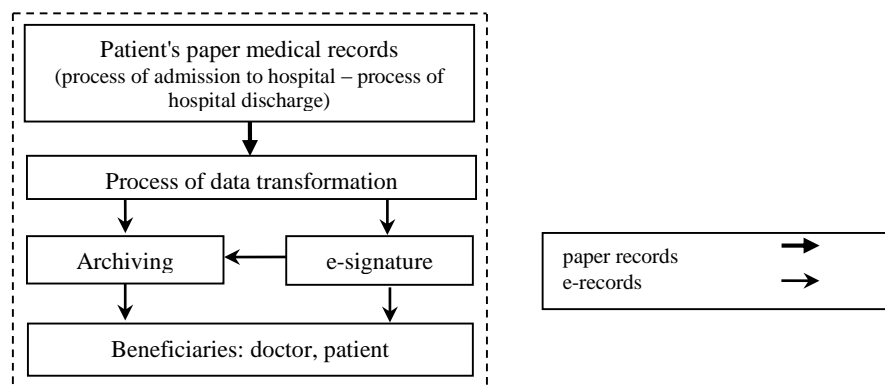 Patient's paper medical records
(process of admission to hospital – process of
hospital discharge)
Process of data transformation
Archiving
e-signature
Beneficiaries: doctor, patient
paper records
e-records